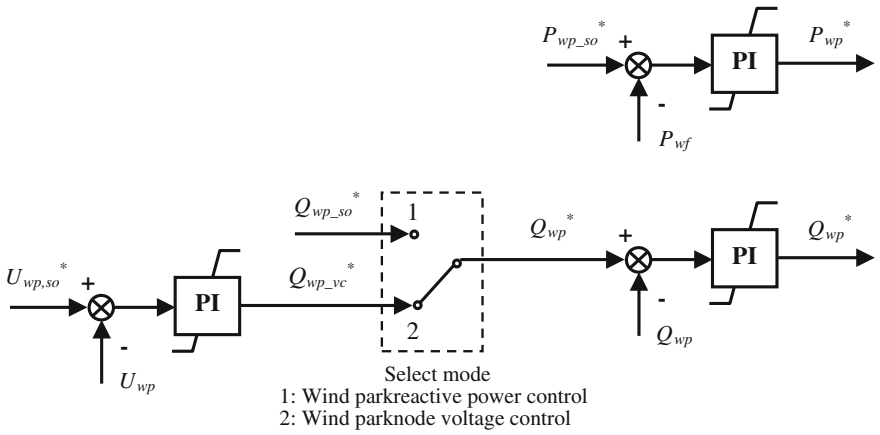 P_wp_so* + PI P_wp*
-
P_wf
Q_wp_so* 1 Q_wp* + PI Q_wp*
-
Q_wp
U_wp,so* + PI Q_wp_vc*
2
-
U_wp
Select mode
1: Wind parkreactive power control
2: Wind parknode voltage control